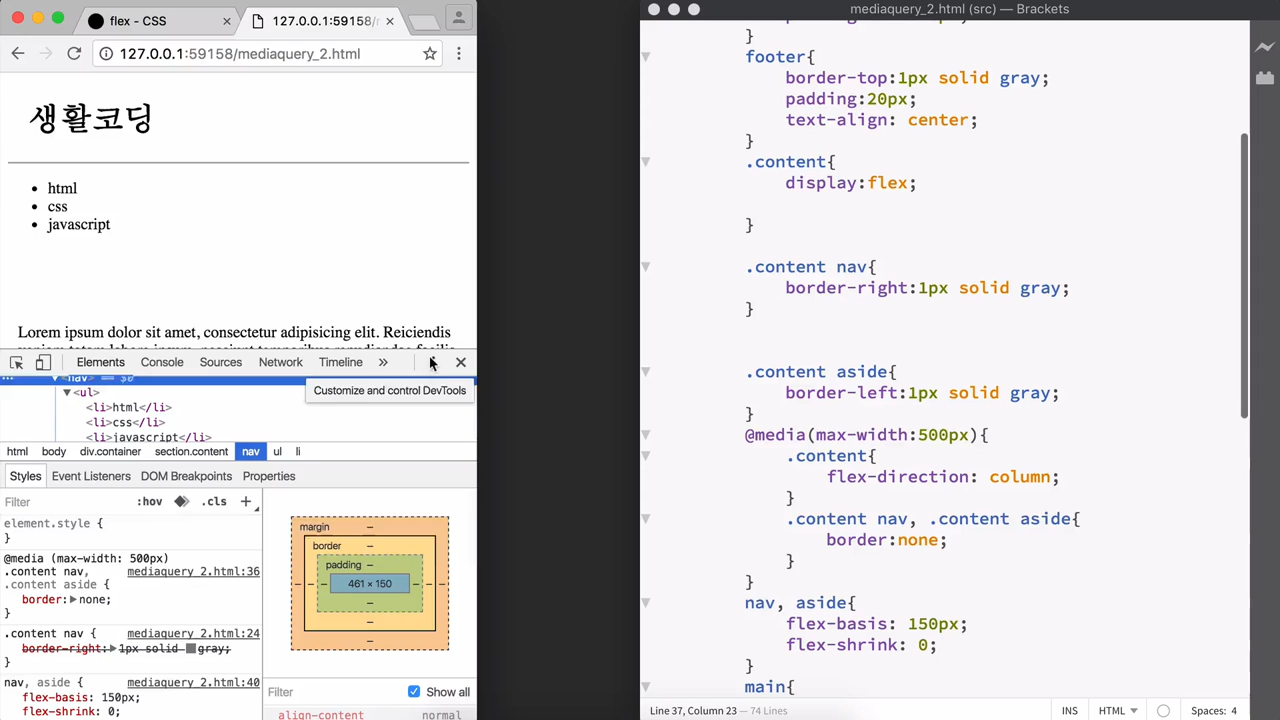 flex - CSS
127.0.0.1:59158/m
127.0.0.1:59158/mediaquery_2.html
생활코딩
html
css
javascript
Lorem ipsum dolor sit amet, consectetur adipisicing elit. Reiciendis
Elements Console Sources Network Timeline »
Customize and control DevTools
<nav> == $0
<ul>
<li>html</li>
<li>css</li>
<li>javascript</li>
html body div.container section.content nav ul li
Styles Event Listeners DOM Breakpoints Properties
Filter :hov .cls +
element.style {
}
@media (max-width: 500px)
.content nav, mediaquery_2.html:36
.content aside {
border: none;
}
.content nav { mediaquery_2.html:24
border-right: 1px solid gray;
}
nav, aside { mediaquery_2.html:40
flex-basis: 150px;
flex-shrink: 0;
margin –
border –
padding –
– – – 461 × 150 – – –
–
–
–
Filter Show all
align-content normal
mediaquery_2.html (src) — Brackets
}
footer{
border-top:1px solid gray;
padding:20px;
text-align: center;
}
.content{
display:flex;
}
.content nav{
border-right:1px solid gray;
}
.content aside{
border-left:1px solid gray;
}
@media(max-width:500px){
.content{
flex-direction: column;
}
.content nav, .content aside{
border:none;
}
}
nav, aside{
flex-basis: 150px;
flex-shrink: 0;
}
main{
Line 37, Column 23 — 74 Lines INS HTML Spaces: 4